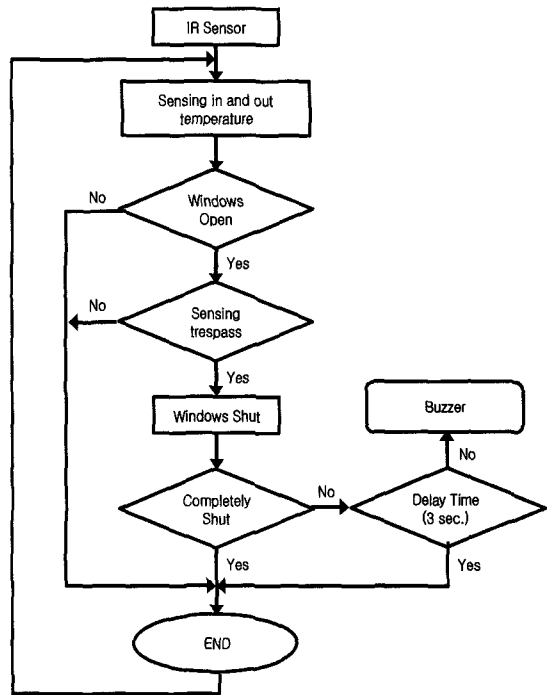 IR Sensor
Sensing in and out
temperature
No
Windows
Open
Yes
No
Sensing
trespass
Yes
Windows Shut
Buzzer
No
Completely
Shut
No
Delay Time
(3 sec.)
Yes
Yes
END